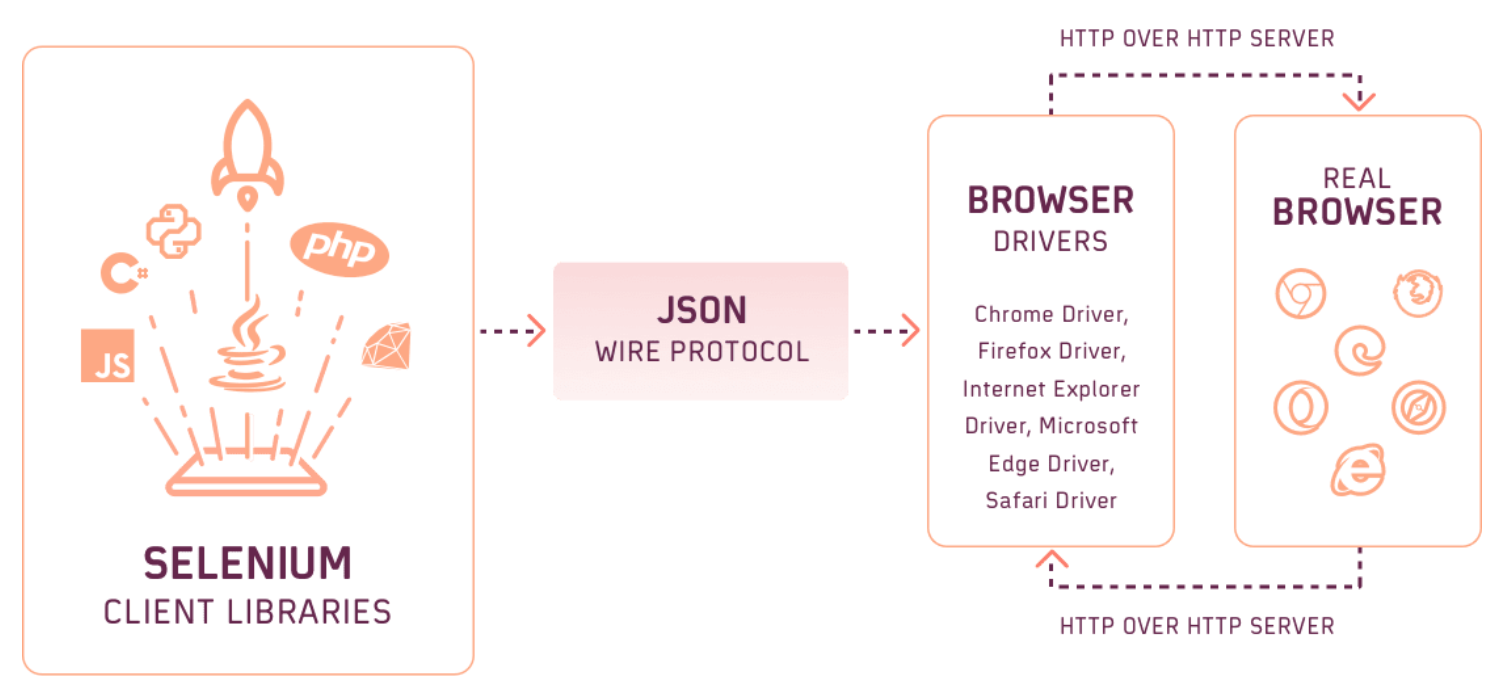 HTTP OVER HTTP SERVER
C#
php
JS
SELENIUM
CLIENT LIBRARIES
JSON
WIRE PROTOCOL
BROWSER
DRIVERS
Chrome Driver,
Firefox Driver,
Internet Explorer
Driver, Microsoft
Edge Driver,
Safari Driver
REAL
BROWSER
HTTP OVER HTTP SERVER